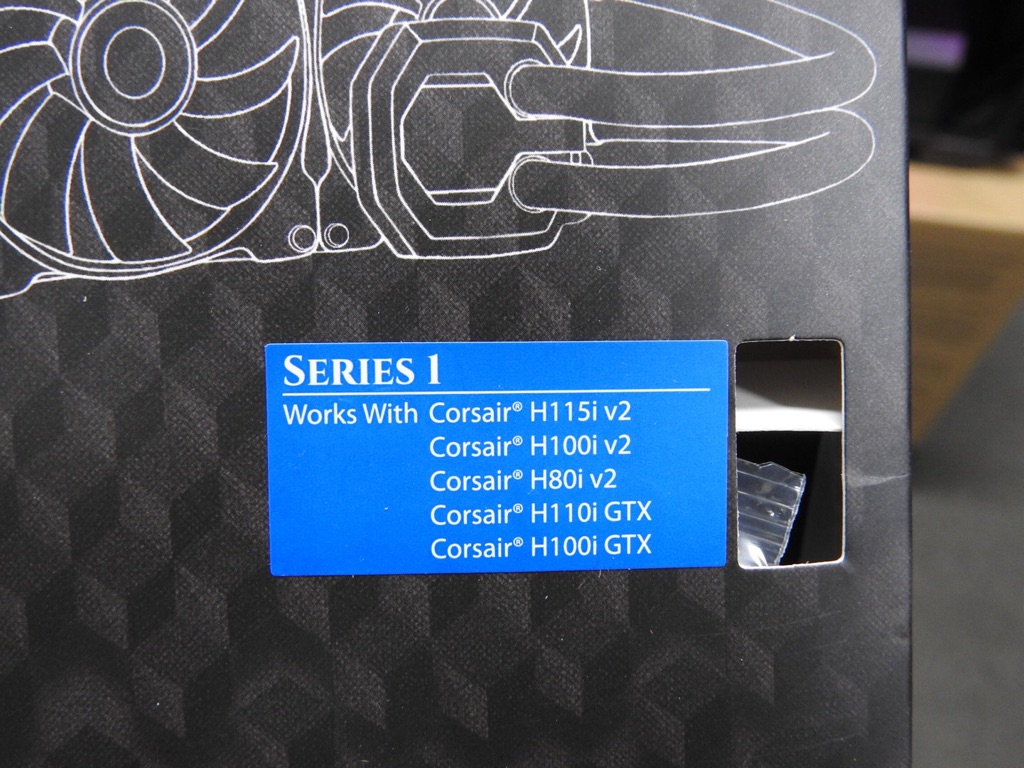 SERIES 1
Works With Corsair® H115i v2
Corsair® H100i v2
Corsair® H80i v2
Corsair® H110i GTX
Corsair® H100i GTX